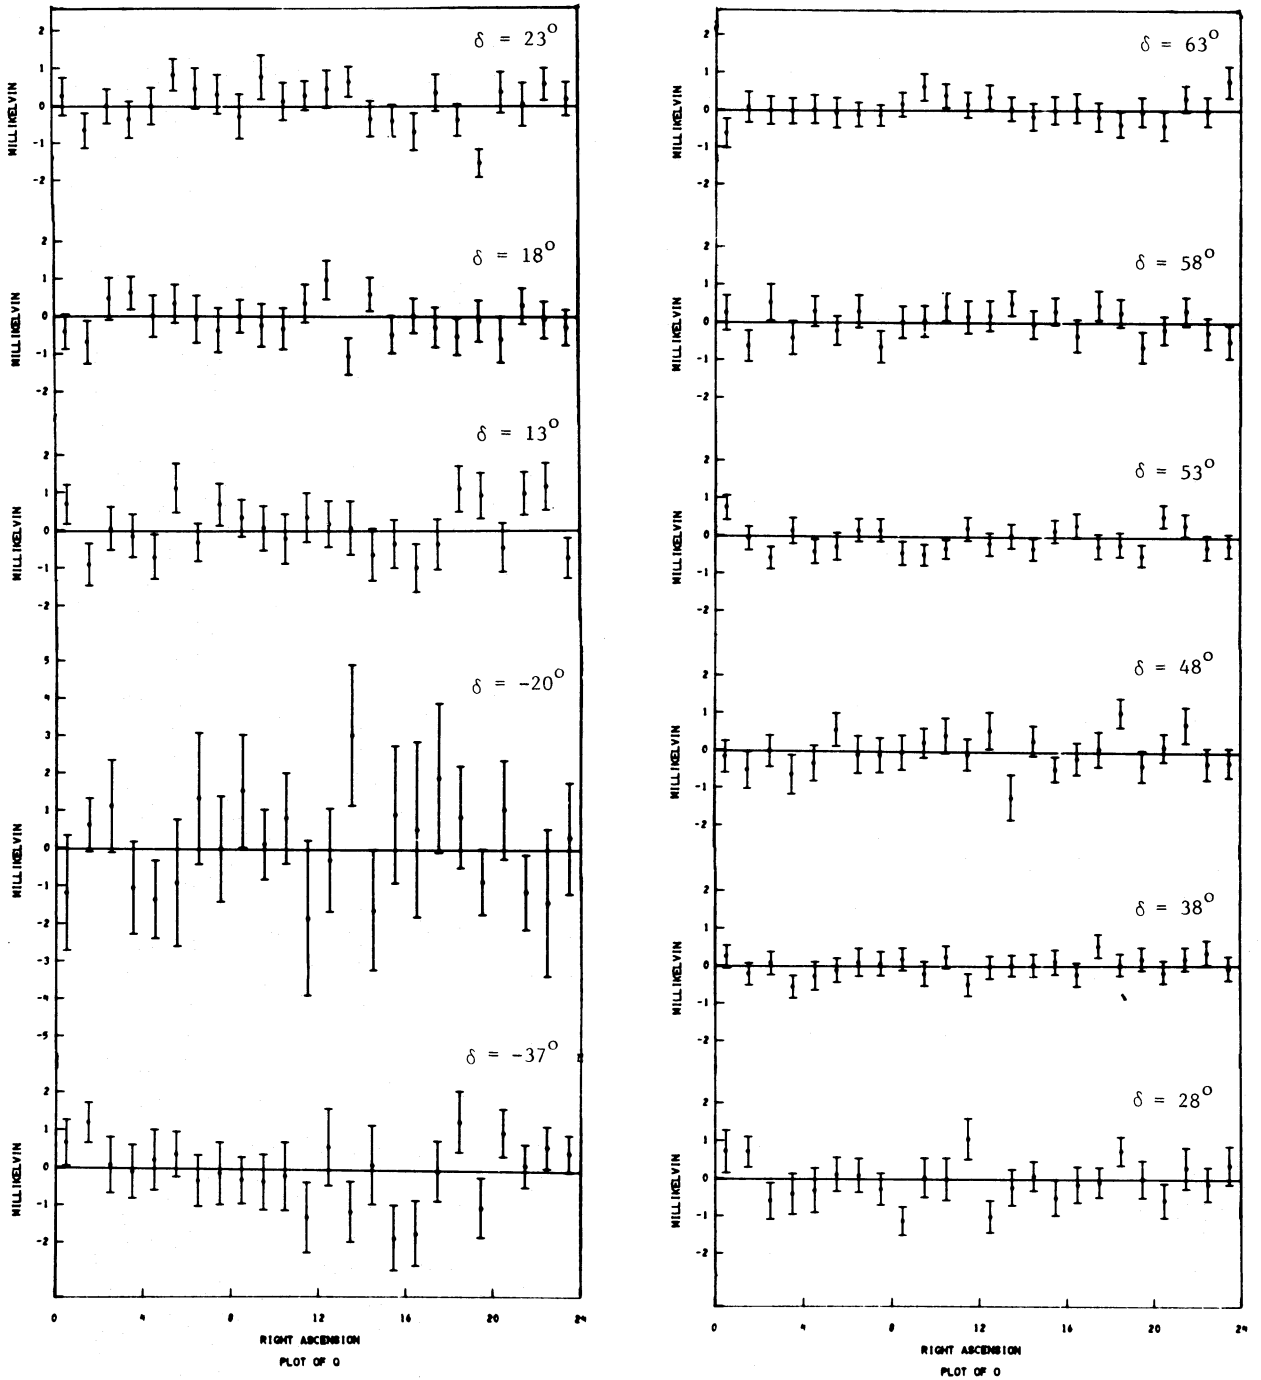 δ = 23°
MILLIKELVIN
2
1
0
-1
-2
δ = 18°
MILLIKELVIN
2
1
0
-1
-2
δ = 13°
MILLIKELVIN
2
1
0
-1
-2
δ = -20°
MILLIKELVIN
5
4
3
2
1
0
-1
-2
-3
-4
-5
δ = -37°
MILLIKELVIN
2
1
0
-1
-2
0 4 8 12 16 20 24
RIGHT ASCENSION
PLOT OF Q
δ = 63°
MILLIKELVIN
2
1
0
-1
-2
δ = 58°
MILLIKELVIN
2
1
0
-1
-2
δ = 53°
MILLIKELVIN
2
1
0
-1
-2
δ = 48°
MILLIKELVIN
2
1
0
-1
-2
δ = 38°
MILLIKELVIN
2
1
0
-1
-2
δ = 28°
MILLIKELVIN
2
1
0
-1
-2
0 4 8 12 16 20 24
RIGHT ASCENSION
PLOT OF Q